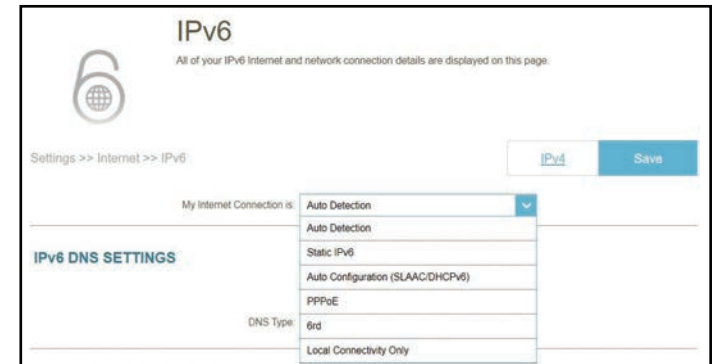 IPv6
All of your IPv6 Internet and network connection details are displayed on this page.
Settings >> Internet >> IPv6
IPv4
Save
My Internet Connection is:
Auto Detection
Auto Detection
Static IPv6
IPv6 DNS SETTINGS
Auto Configuration (SLAAC/DHCPv6)
PPPoE
DNS Type:
6rd
Local Connectivity Only